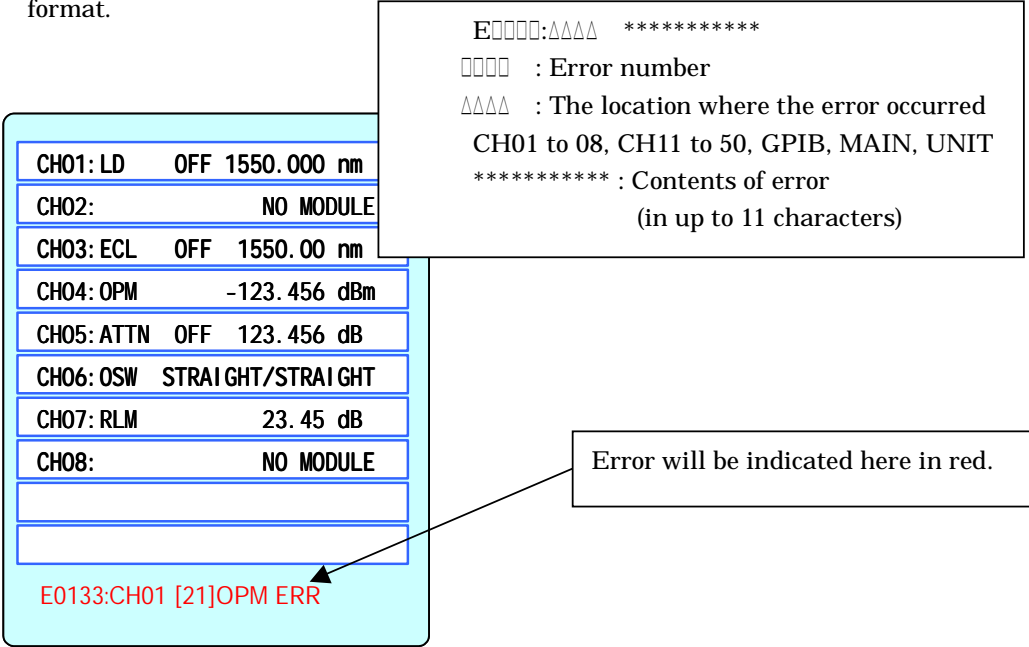 format.
E□□□□:△△△△ ***********
□□□□ : Error number
△△△△ : The location where the error occurred
CH01 to 08, CH11 to 50, GPIB, MAIN, UNIT
*********** : Contents of error
(in up to 11 characters)
CH01:LD OFF 1550.000 nm
CH02: NO MODULE
CH03:ECL OFF 1550.00 nm
CH04:OPM -123.456 dBm
CH05:ATTN OFF 123.456 dB
CH06:OSW STRAIGHT/STRAIGHT
CH07:RLM 23.45 dB
CH08: NO MODULE
Error will be indicated here in red.
E0133:CH01 [21]OPM ERR